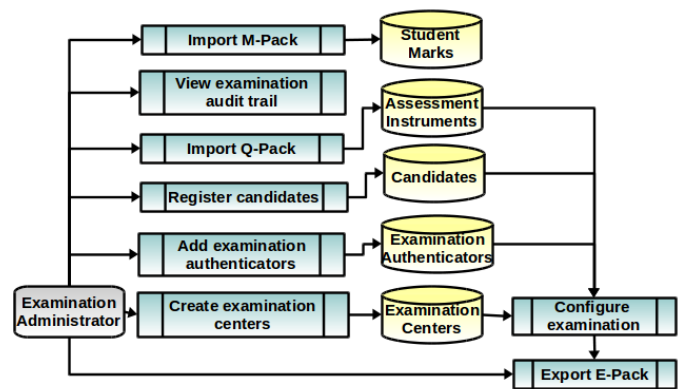 Import M-Pack
Student
Marks
View examination
audit trail
Assessment
Instruments
Import Q-Pack
Register candidates
Candidates
Add examination
authenticators
Examination
Authenticators
Examination
Administrator
Create examination
centers
Examination
Centers
Configure
examination
Export E-Pack